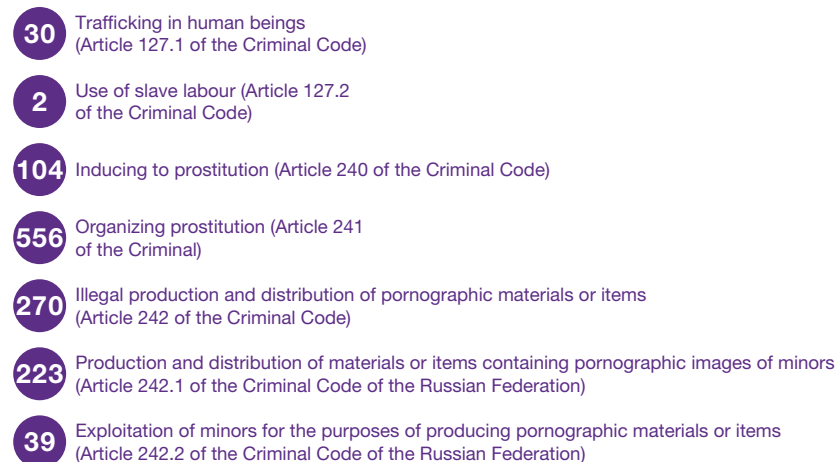 30
Trafficking in human beings
(Article 127.1 of the Criminal Code)
2
Use of slave labour (Article 127.2
of the Criminal Code)
104
Inducing to prostitution (Article 240 of the Criminal Code)
556
Organizing prostitution (Article 241
of the Criminal)
270
Illegal production and distribution of pornographic materials or items
(Article 242 of the Criminal Code)
223
Production and distribution of materials or items containing pornographic images of minors
(Article 242.1 of the Criminal Code of the Russian Federation)
39
Exploitation of minors for the purposes of producing pornographic materials or items
(Article 242.2 of the Criminal Code of the Russian Federation)